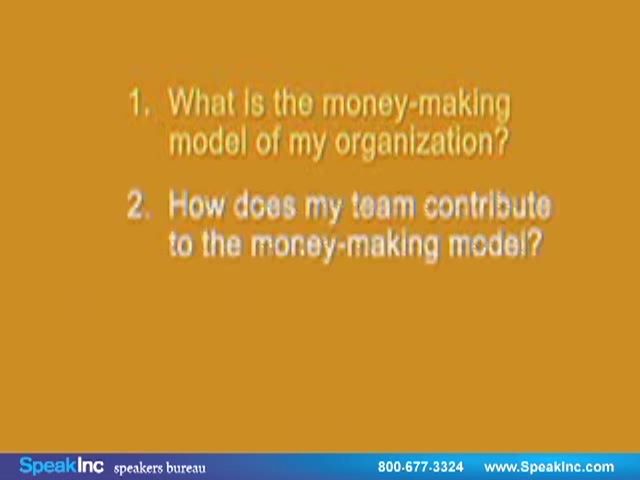 1. What is the money-making
model of my organization?
2. How does my team contribute
to the money-making model?
SpeakInc speakers bureau 800-677-3324 www.SpeakInc.com